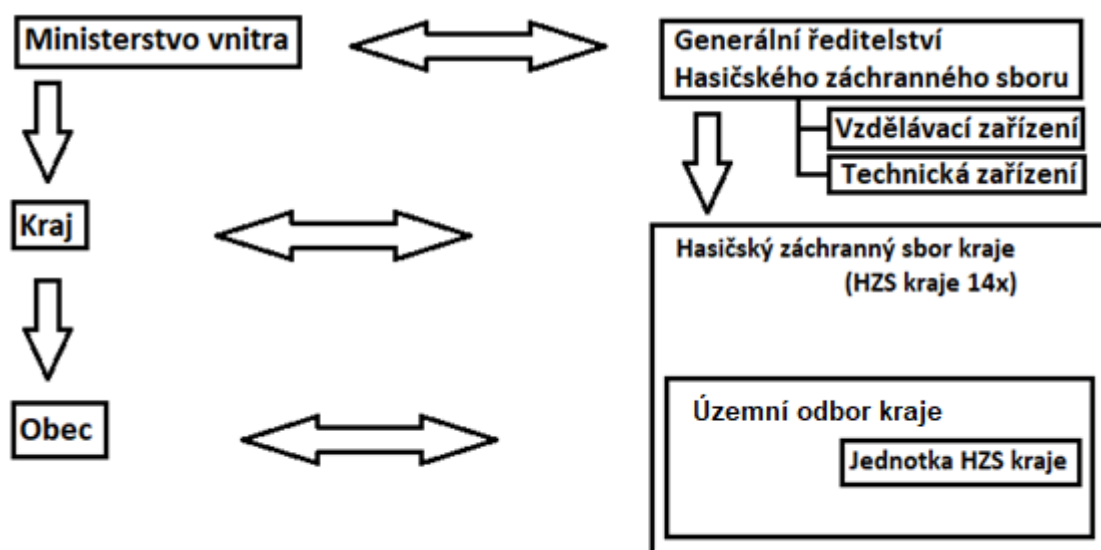 Ministerstvo vnitra
Generální ředitelství
Hasičského záchranného sboru
Vzdělávací zařízení
Technická zařízení
Kraj
Hasičský záchranný sbor kraje
(HZS kraje 14x)
Obec
Územní odbor kraje
Jednotka HZS kraje